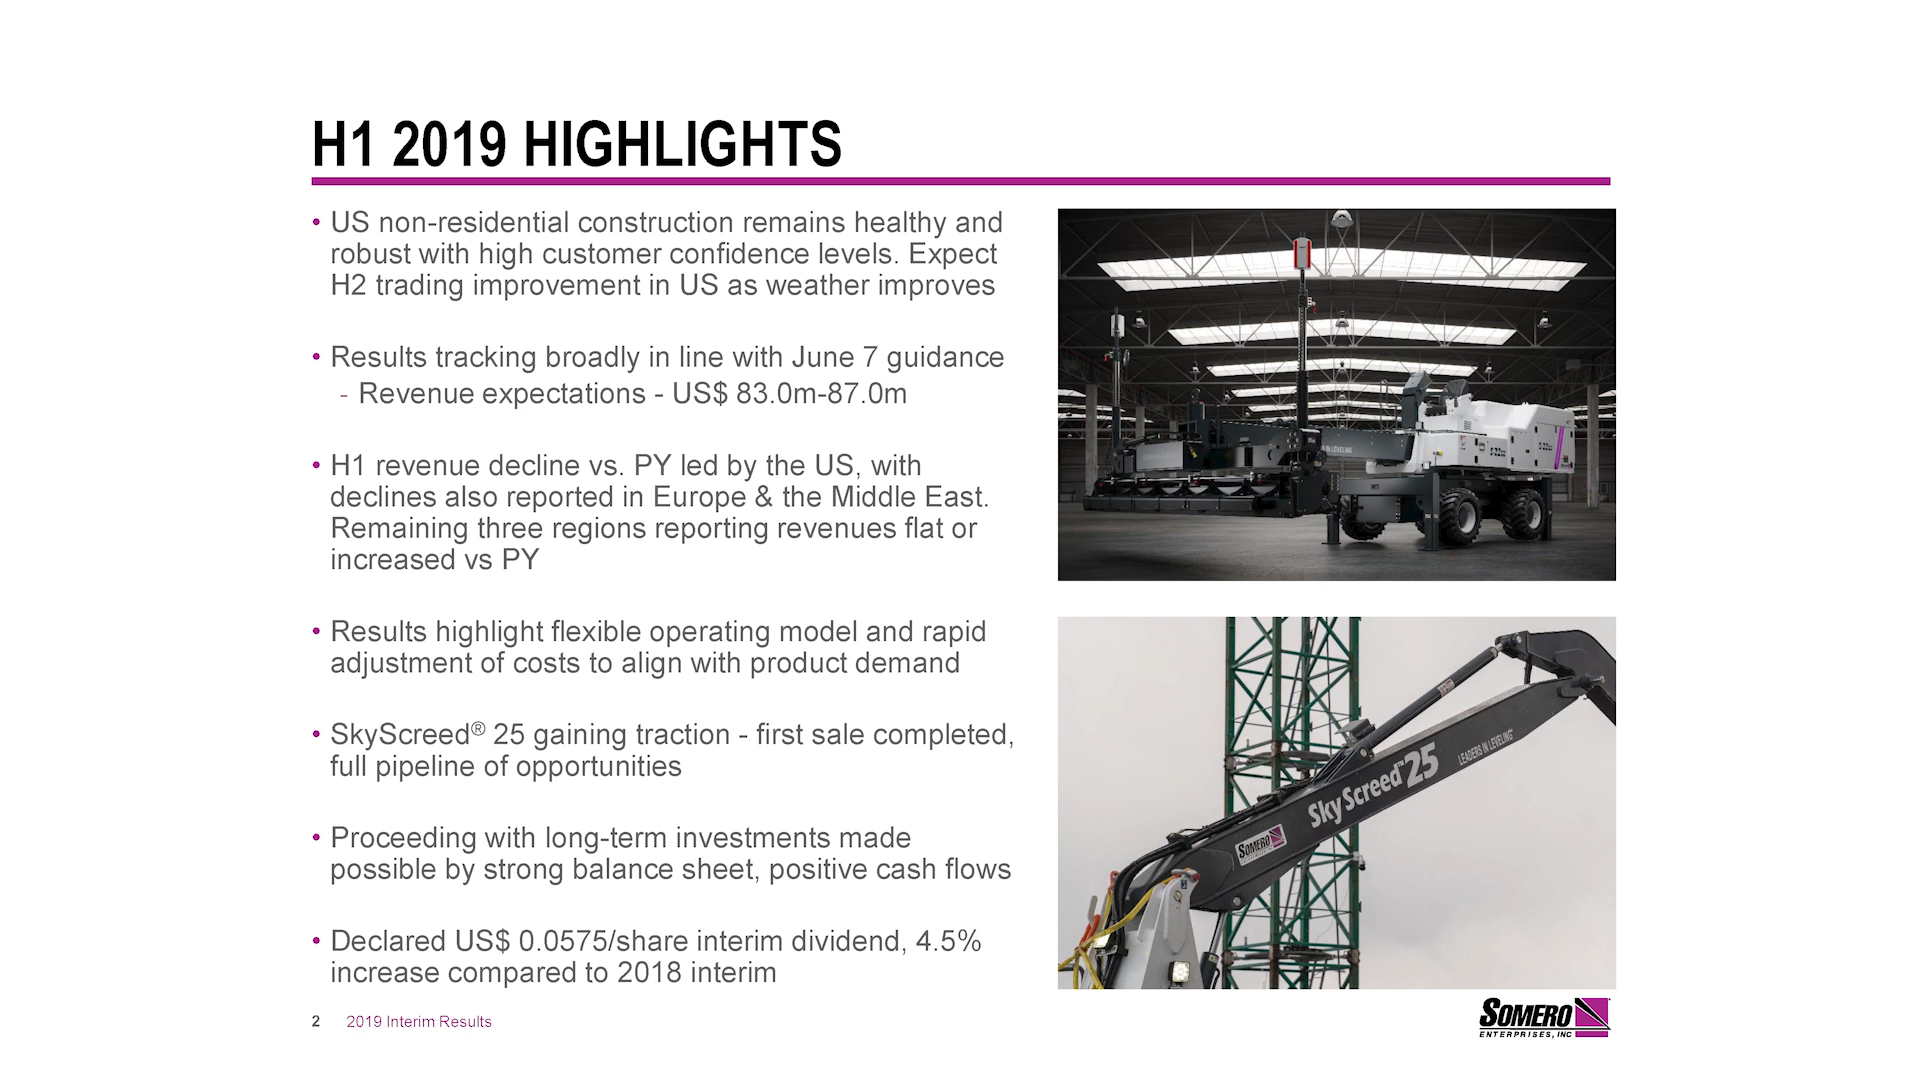 H1 2019 HIGHLIGHTS
• US non-residential construction remains healthy and
robust with high customer confidence levels. Expect
H2 trading improvement in US as weather improves
• Results tracking broadly in line with June 7 guidance
- Revenue expectations - US$ 83.0m-87.0m
• H1 revenue decline vs. PY led by the US, with
declines also reported in Europe & the Middle East.
Remaining three regions reporting revenues flat or
increased vs PY
• Results highlight flexible operating model and rapid
adjustment of costs to align with product demand
• SkyScreed® 25 gaining traction - first sale completed,
full pipeline of opportunities
• Proceeding with long-term investments made
possible by strong balance sheet, positive cash flows
• Declared US$ 0.0575/share interim dividend, 4.5%
increase compared to 2018 interim
IN LEVELING
SkyScreed™25
LEADERS IN LEVELING
SOMERO
2 2019 Interim Results
SOMERO
ENTERPRISES, INC